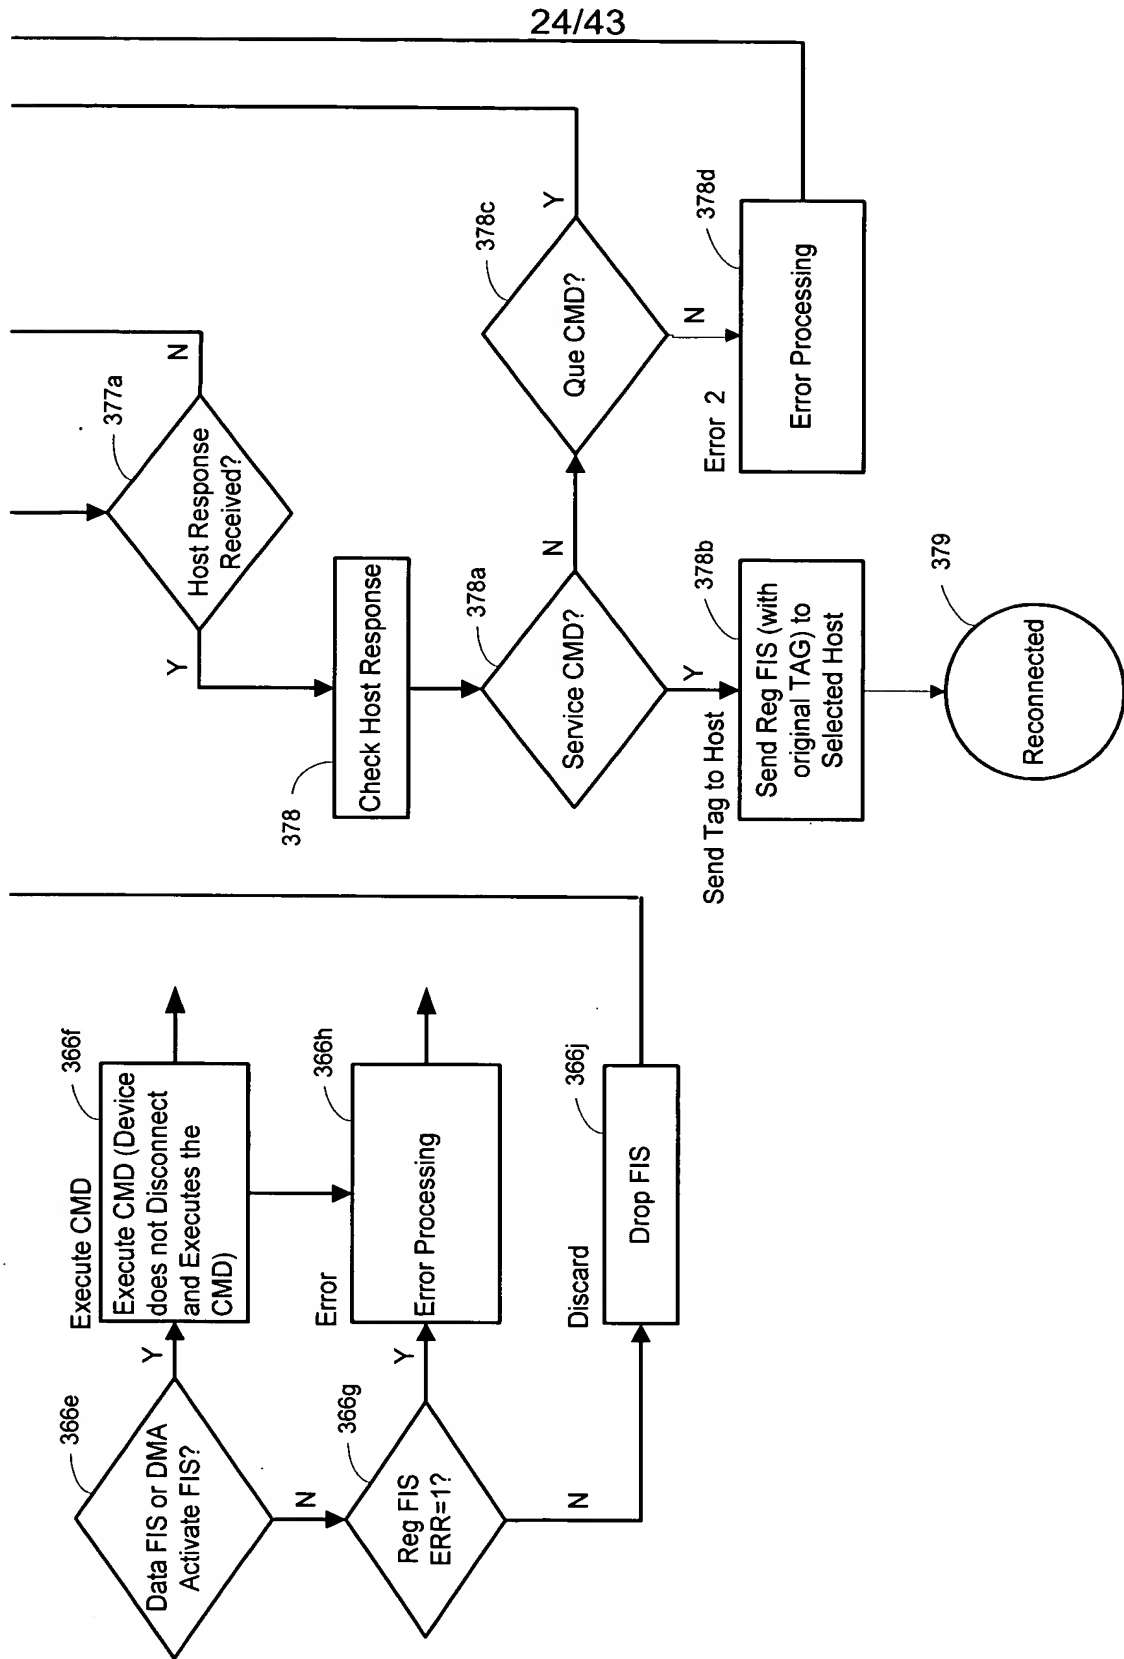 24/43
366e
Data FIS or DMA
Activate FIS?
Y
N
Execute CMD
366f
Execute CMD (Device
does not Disconnect
and Executes the
CMD)
366g
Reg FIS
ERR=1?
Y
N
Error
366h
Error Processing
Discard
366j
Drop FIS
377a
Host Response
Received?
N
Y
378
Check Host Response
378a
Service CMD?
N
Y
378c
Que CMD?
Y
N
Send Tag to Host
378b
Send Reg FIS (with
original TAG) to
Selected Host
Error 2
378d
Error Processing
379
Reconnected